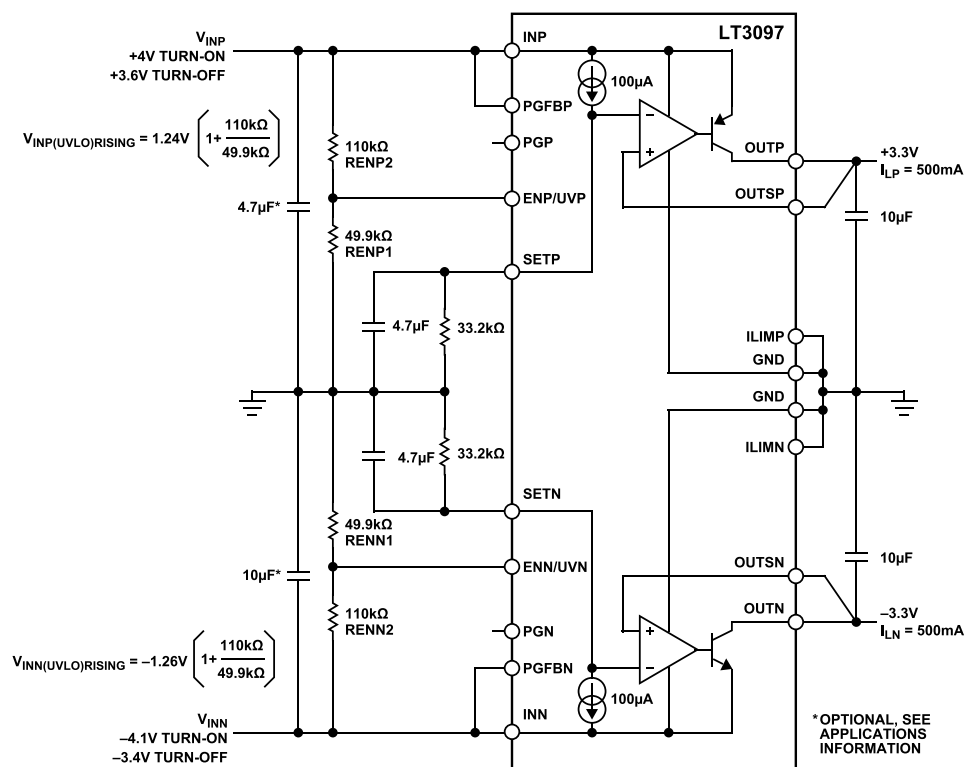 LT3097
V_INP
+4V TURN-ON
+3.6V TURN-OFF
INP
100µA
PGFBP
V_INP(UVLO)RISING = 1.24V (1+ 110kΩ/49.9kΩ)
110kΩ
RENP2
PGP
OUTP
+3.3V
I_LP = 500mA
4.7µF*
ENP/UVP
OUTSP
10µF
49.9kΩ
RENP1
SETP
4.7µF
33.2kΩ
ILIMP
GND
GND
ILIMN
4.7µF
33.2kΩ
SETN
49.9kΩ
RENN1
10µF*
ENN/UVN
OUTSN
10µF
110kΩ
RENN2
OUTN
–3.3V
I_LN = 500mA
PGN
V_INN(UVLO)RISING = –1.26V (1+ 110kΩ/49.9kΩ)
PGFBN
100µA
V_INN
–4.1V TURN-ON
–3.4V TURN-OFF
INN
*OPTIONAL, SEE
APPLICATIONS
INFORMATION